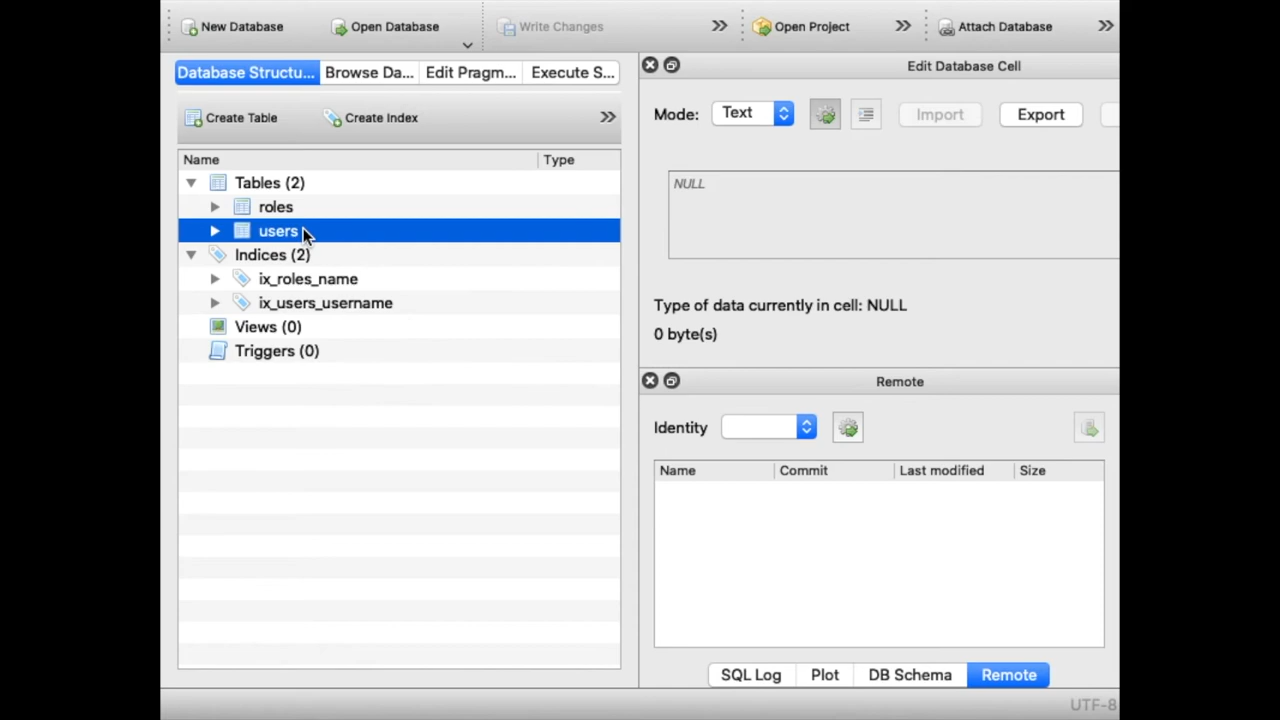 New Database Open Database Write Changes » Open Project » Attach Database »
Database Structu... Browse Da... Edit Pragm... Execute S...
Create Table Create Index »
Name Type
Tables (2)
roles
users
Indices (2)
ix_roles_name
ix_users_username
Views (0)
Triggers (0)
Edit Database Cell
Mode: Text Import Export
NULL
Type of data currently in cell: NULL
0 byte(s)
Remote
Identity
Name Commit Last modified Size
SQL Log Plot DB Schema Remote
UTF-8